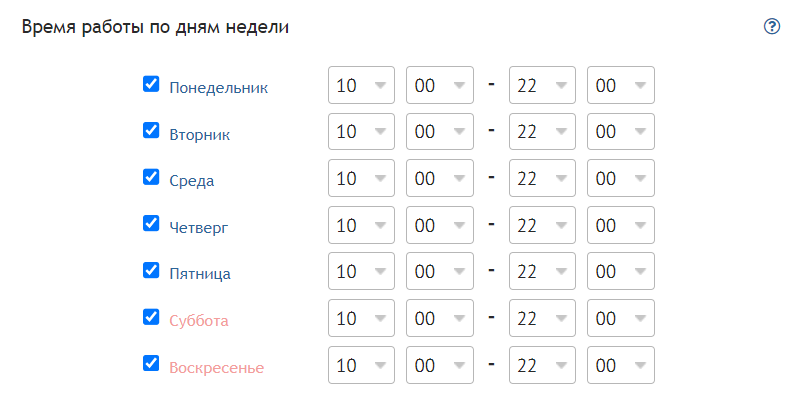 Время работы по дням недели ?
Понедельник 10 00 - 22 00
Вторник 10 00 - 22 00
Среда 10 00 - 22 00
Четверг 10 00 - 22 00
Пятница 10 00 - 22 00
Суббота 10 00 - 22 00
Воскресенье 10 00 - 22 00